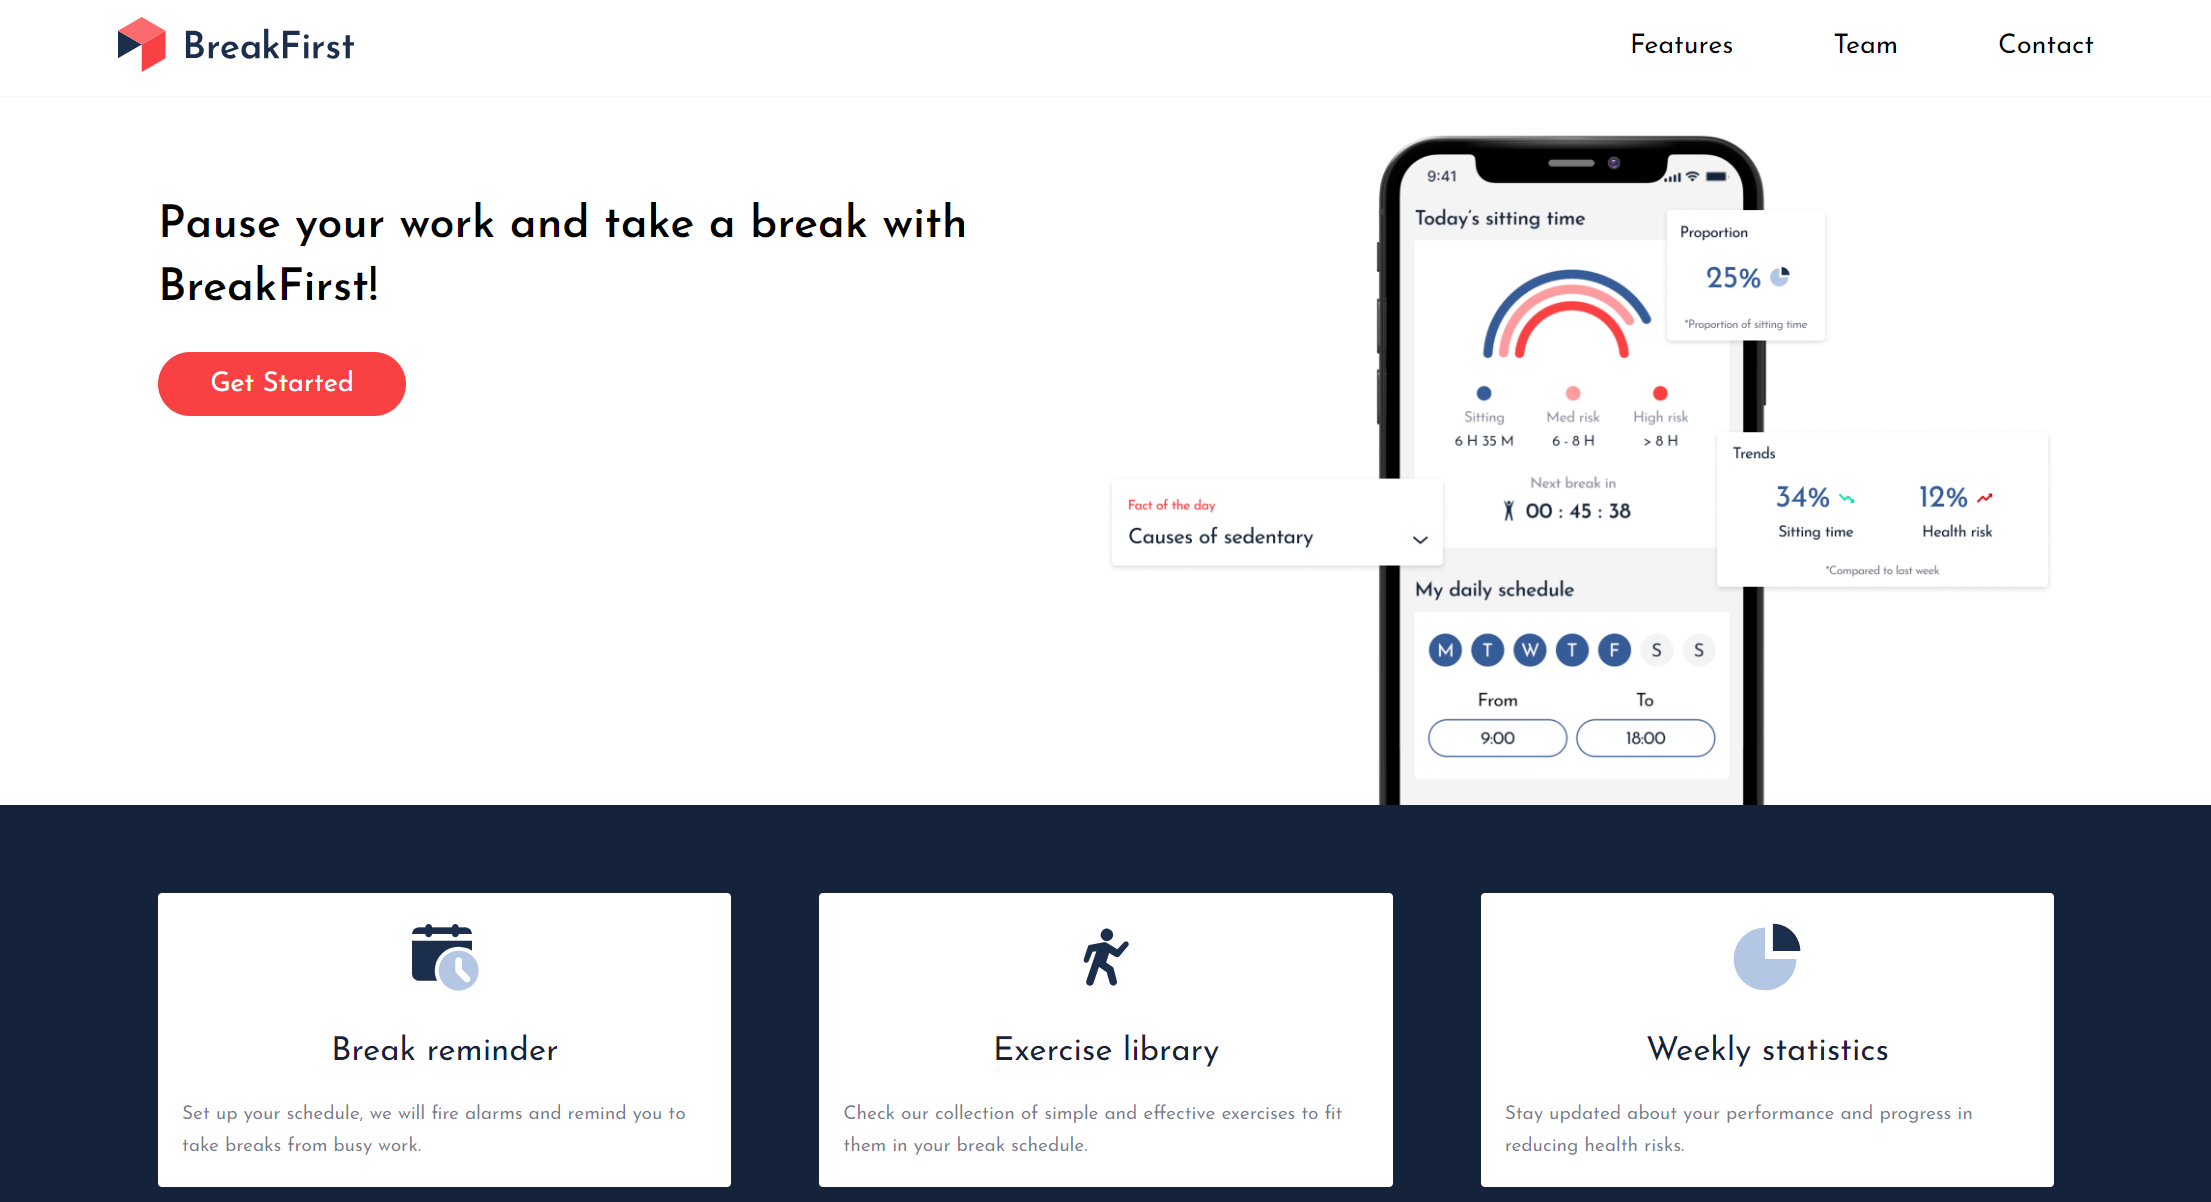 BreakFirst
Features
Team
Contact
Pause your work and take a break with
BreakFirst!
Get Started
9:41
Today's sitting time
Proportion
25%
*Proportion of sitting time
Sitting
Med risk
High risk
6 H 35 M
6 - 8 H
> 8 H
Next break in
00 : 45 : 38
Fact of the day
Causes of sedentary
Trends
34%
12%
Sitting time
Health risk
*Compared to last week
My daily schedule
M T W T F S S
From
To
9:00
18:00
Break reminder
Set up your schedule, we will fire alarms and remind you to
take breaks from busy work.
Exercise library
Check our collection of simple and effective exercises to fit
them in your break schedule.
Weekly statistics
Stay updated about your performance and progress in
reducing health risks.